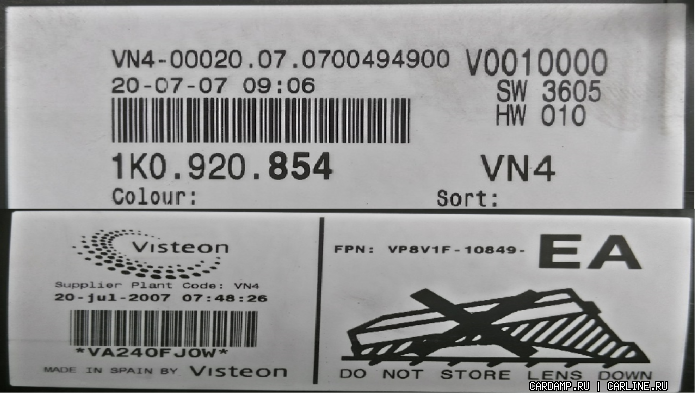 VN4-00020.07.0700494900 V0010000
20-07-07 09:06 SW 3605
HW 010
1K0.920.854 VN4
Colour: Sort:
Visteon
Supplier Plant Code: VN4
20-jul-2007 07:48:26
*VA240FJ0W*
MADE IN SPAIN BY Visteon
FPN: VP8V1F-10849- EA
DO NOT STORE LENS DOWN
CARDAMP.RU | CARLINE.RU